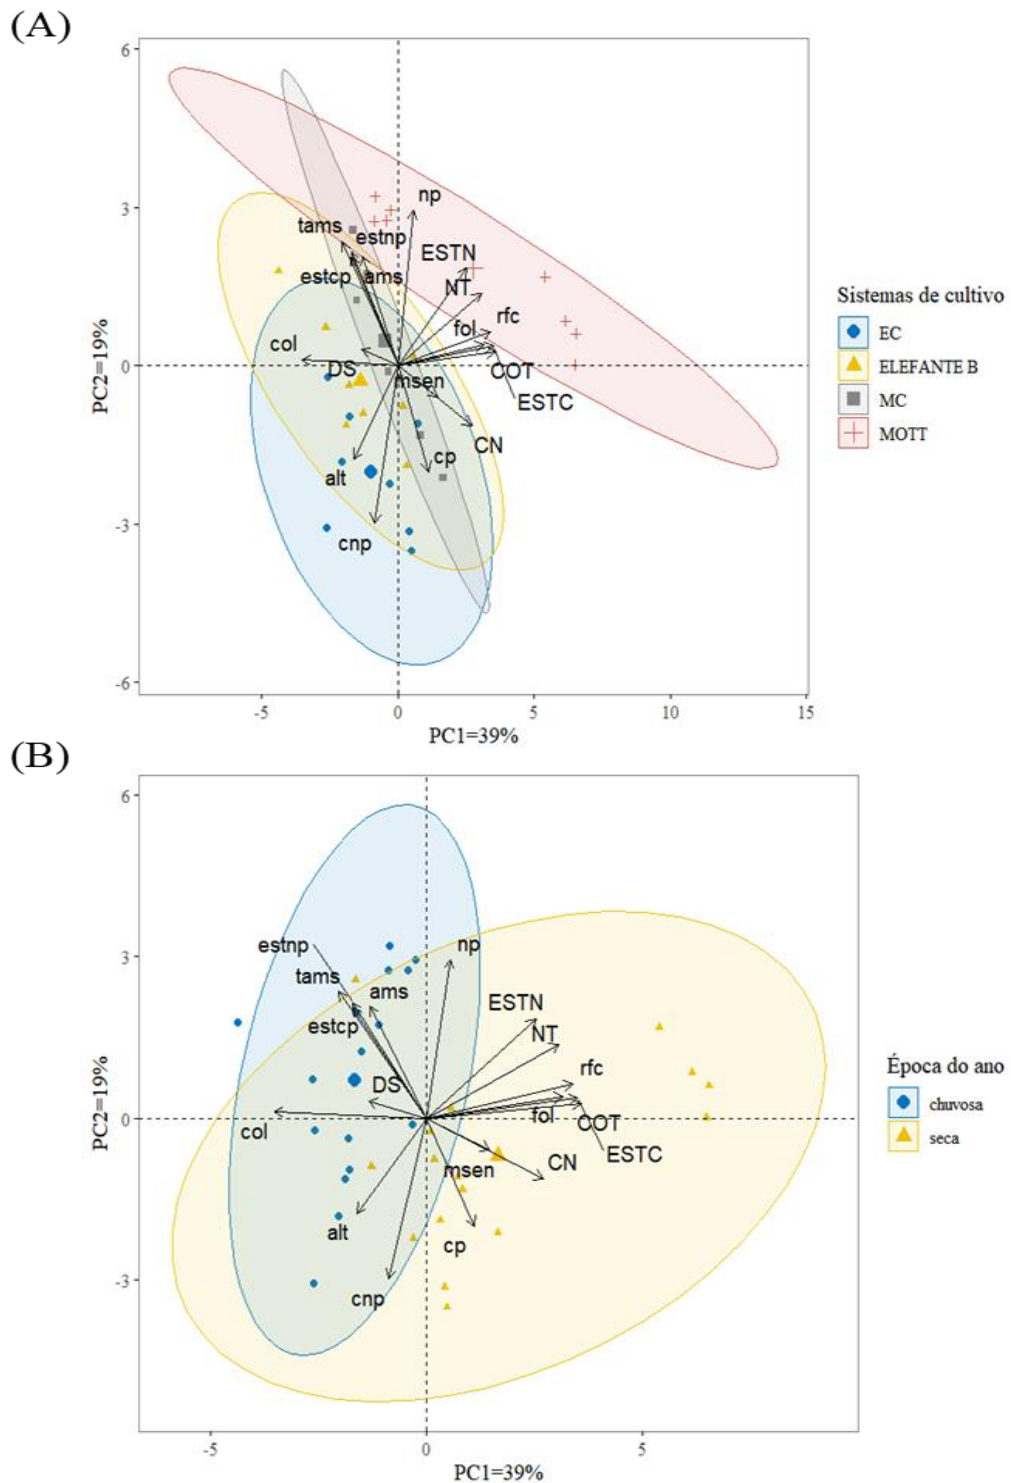 (A)
6
3
0
-3
-6
PC2=19%
np
tams
estnp
ESTN
estcp
ams
NT
rfc
fol
col
DS
msen
COT
ESTC
CN
cp
alt
cnp
-5
0
5
10
15
PC1=39%
Sistemas de cultivo
EC
ELEFANTE B
MC
MOTT
(B)
6
3
0
-3
PC2=19%
estnp
np
tams
ams
ESTN
estcp
NT
rfc
DS
fol
COT
col
ESTC
CN
msen
alt
cp
cnp
-5
0
5
PC1=39%
Época do ano
chuvosa
seca